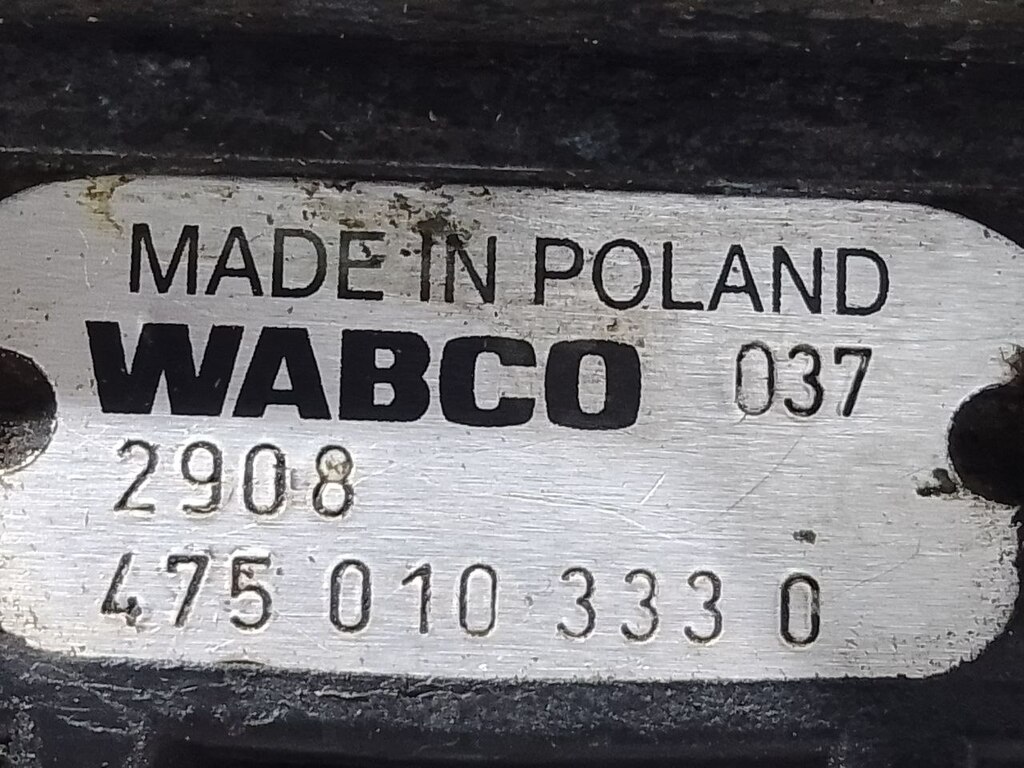 MADE IN POLAND
WABCO 037
2908
475 010 333 0